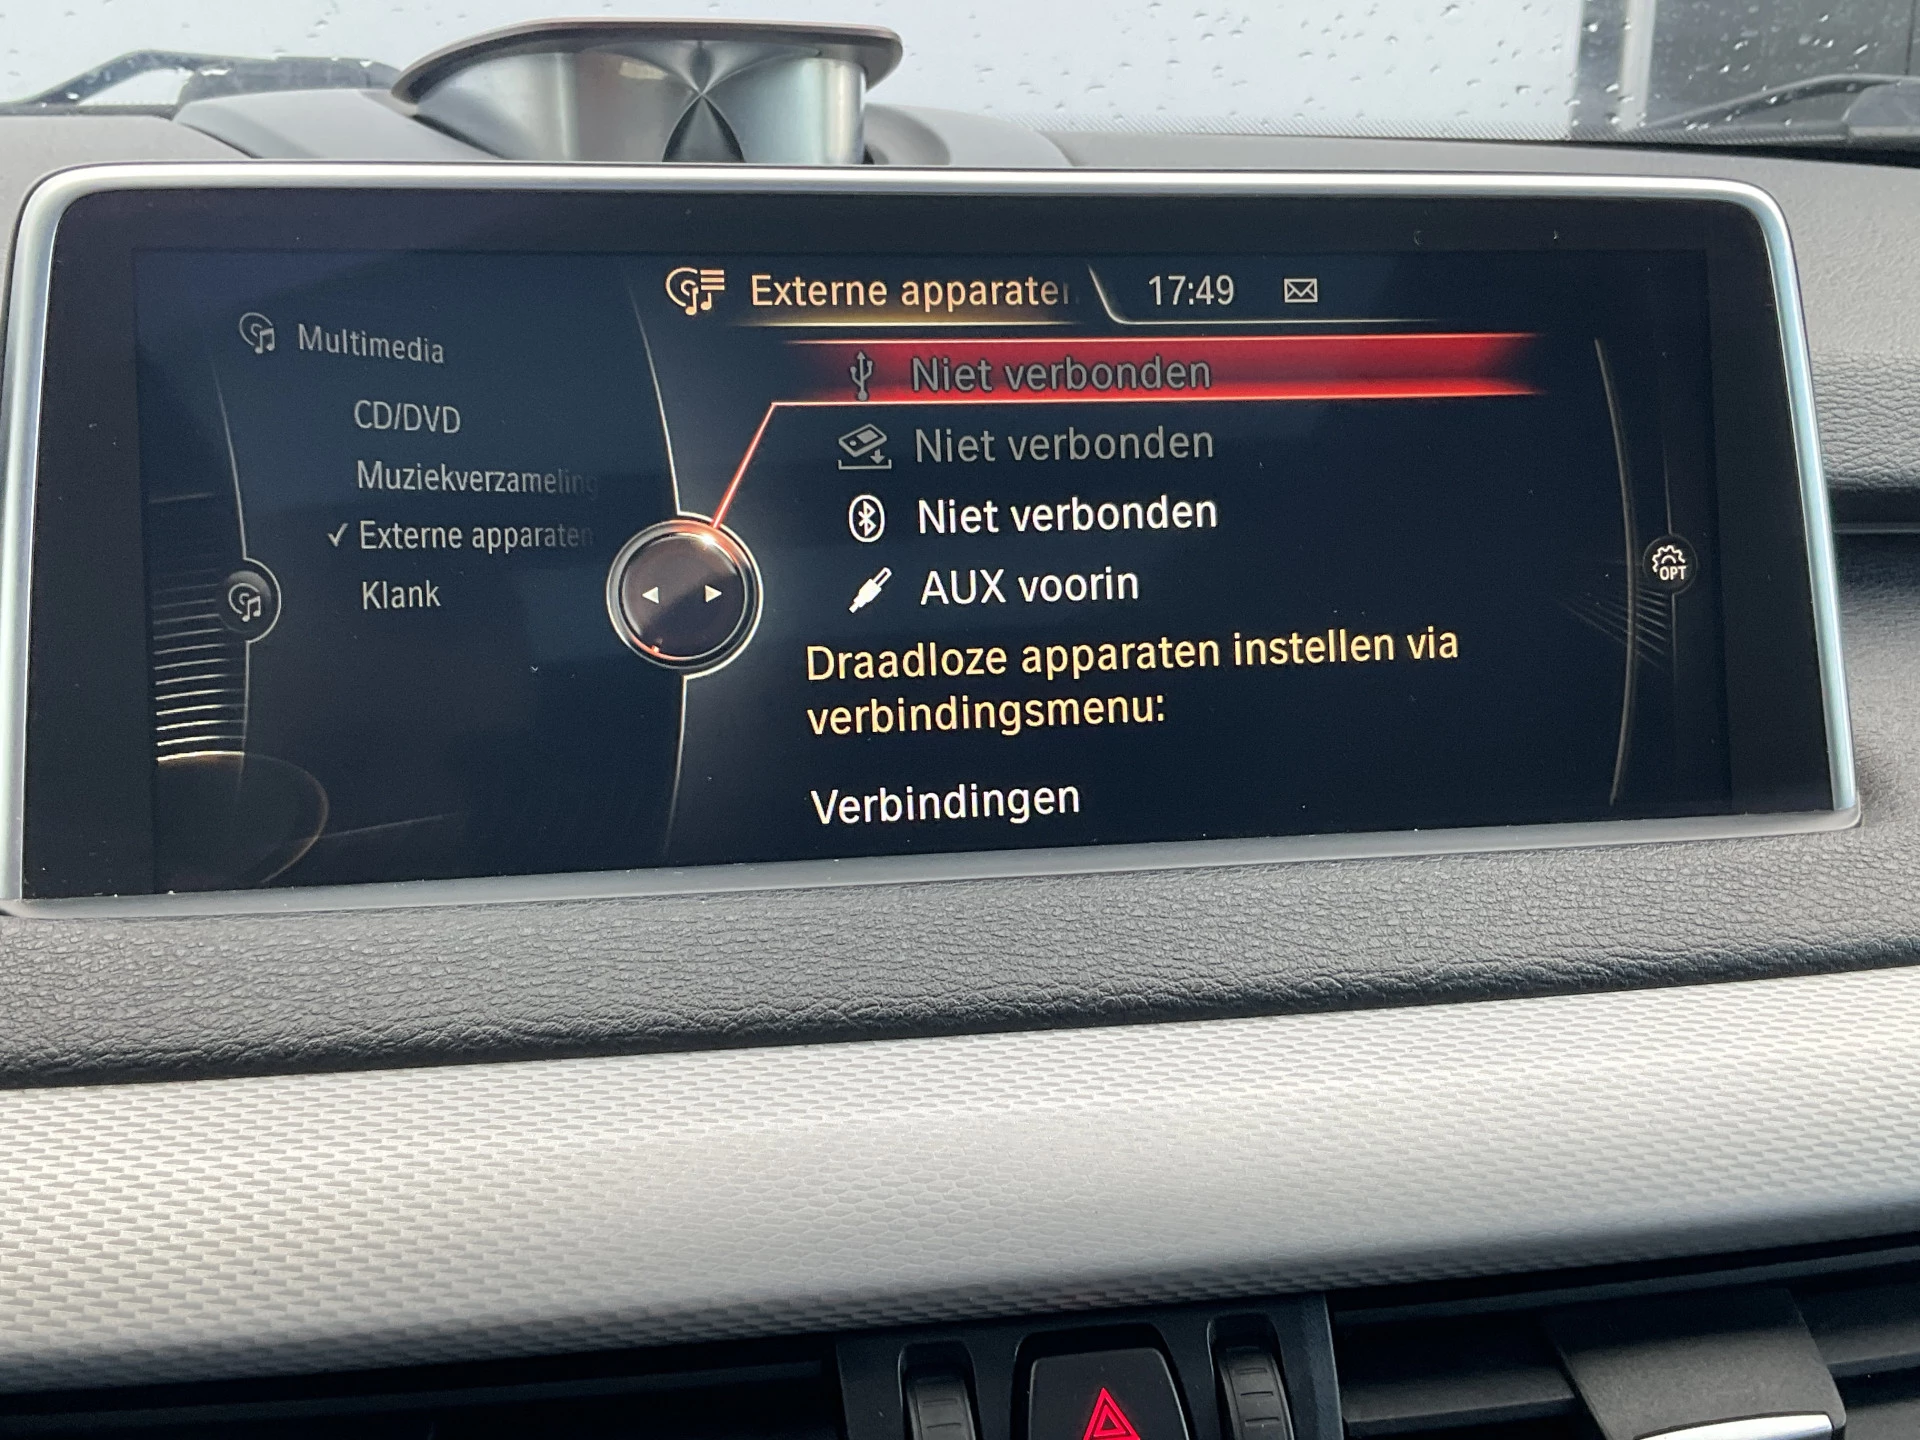 Externe apparaten
17:49
Multimedia
CD/DVD
Muziekverzameling
✓ Externe apparaten
Klank
Niet verbonden
Niet verbonden
Niet verbonden
AUX voorin
Draadloze apparaten instellen via
verbindingsmenu:
Verbindingen
OPT